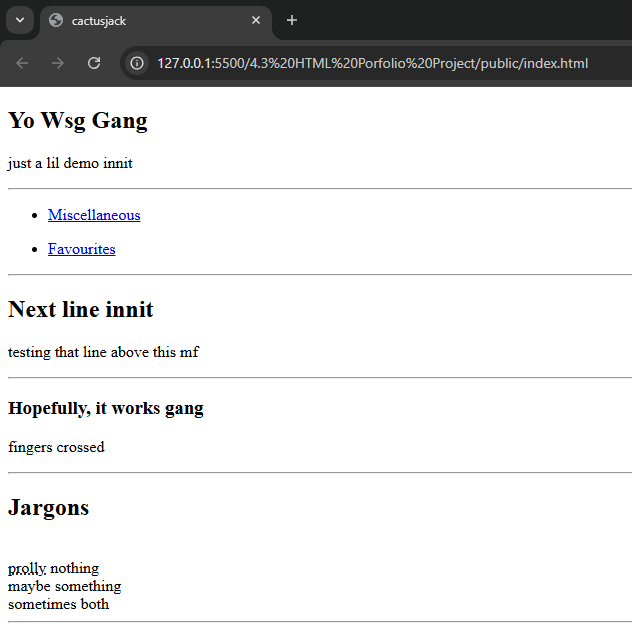 cactusjack
127.0.0.1:5500/4.3%20HTML%20Porfolio%20Project/public/index.html
Yo Wsg Gang
just a lil demo innit
Miscellaneous
Favourites
Next line innit
testing that line above this mf
Hopefully, it works gang
fingers crossed
Jargons
prolly nothing
maybe something
sometimes both